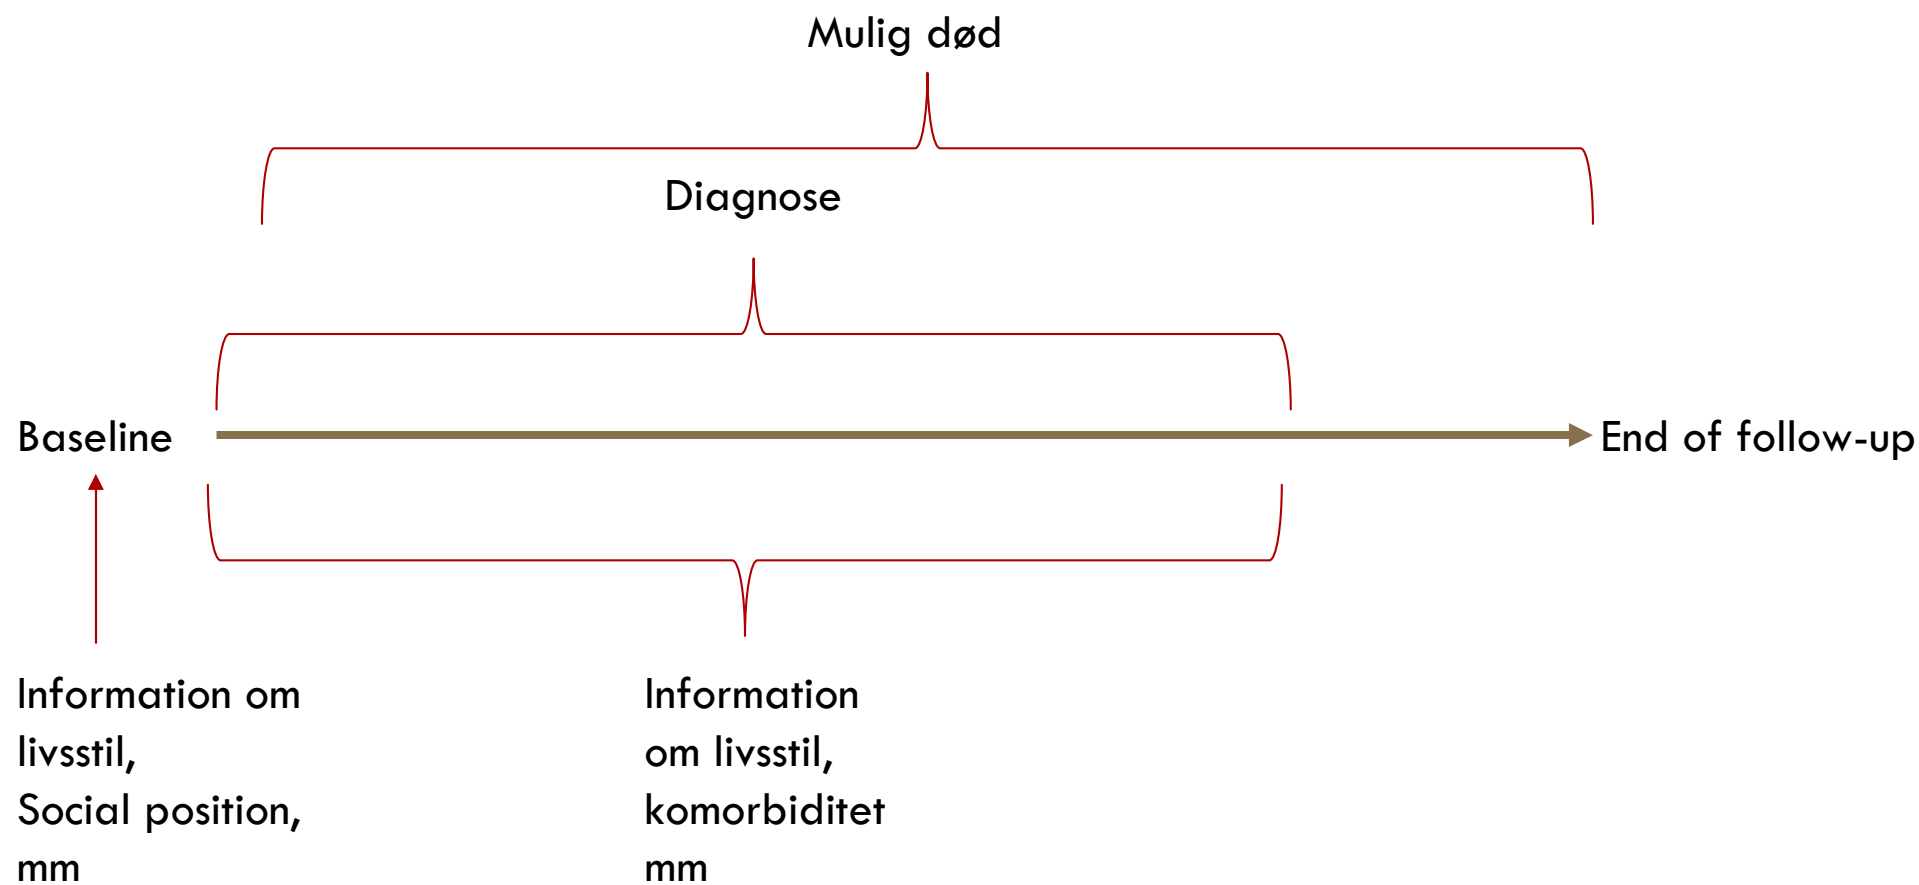 Mulig død
Diagnose
Baseline
End of follow-up
Information om
livsstil,
Social position,
mm
Information
om livsstil,
komorbiditet
mm